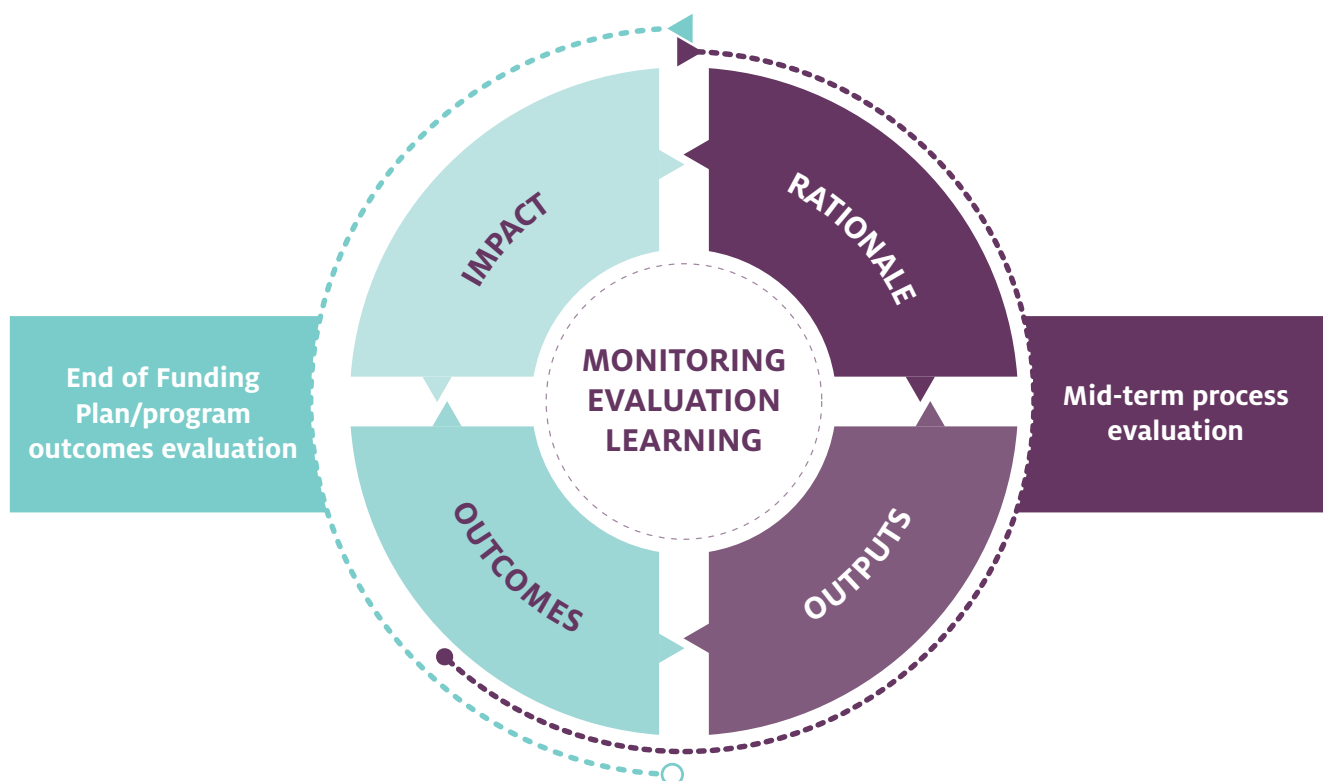 IMPACT
RATIONALE
MONITORING
EVALUATION
LEARNING
End of Funding
Plan/program
outcomes evaluation
Mid-term process
evaluation
OUTCOMES
OUTPUTS